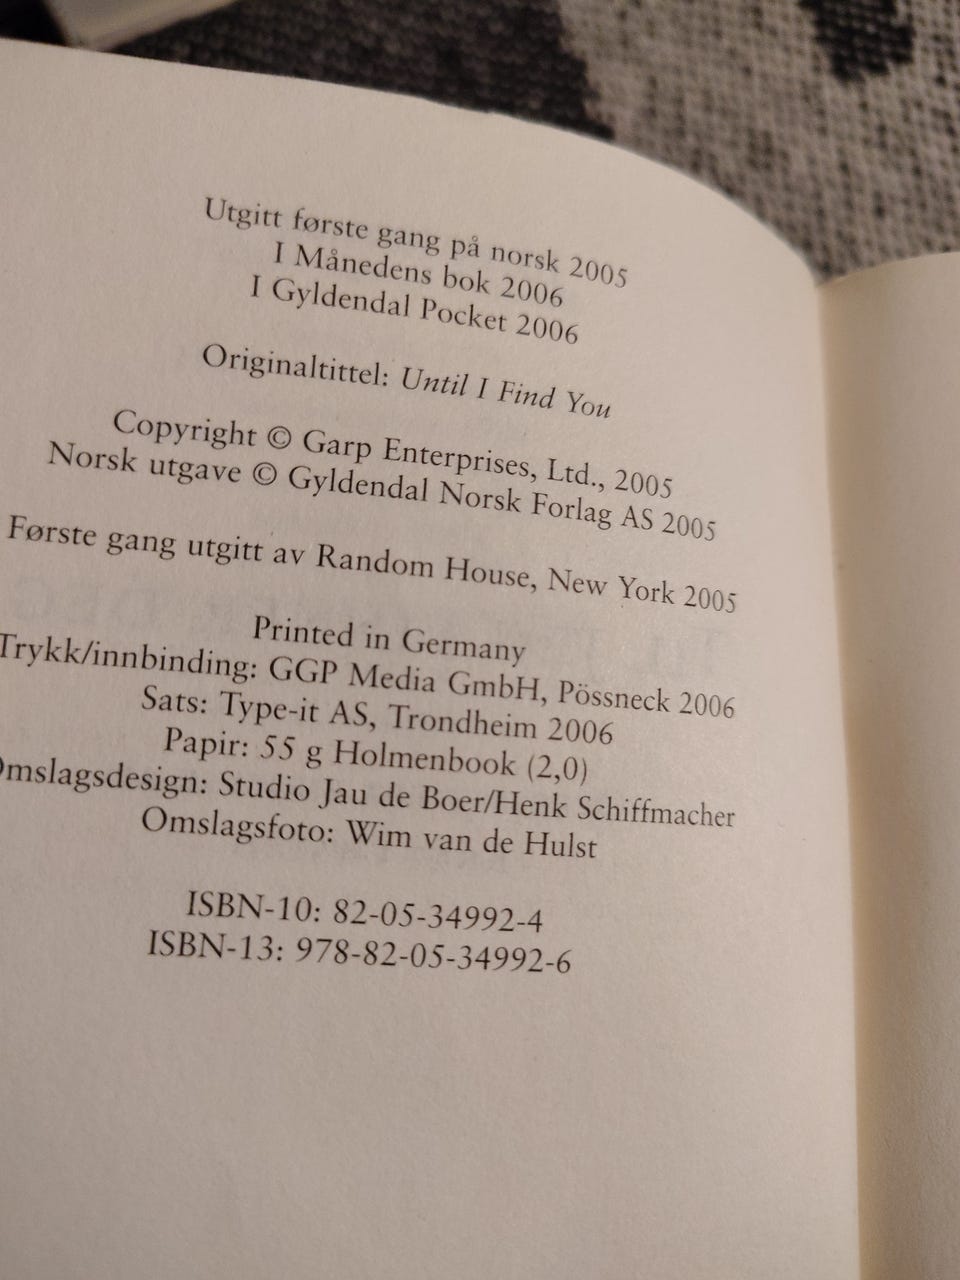 Utgitt første gang på norsk 2005
I Månedens bok 2006
I Gyldendal Pocket 2006
Originaltittel: Until I Find You
Copyright © Garp Enterprises, Ltd., 2005
Norsk utgave © Gyldendal Norsk Forlag AS 2005
Første gang utgitt av Random House, New York 2005
Printed in Germany
Trykk/innbinding: GGP Media GmbH, Pössneck 2006
Sats: Type-it AS, Trondheim 2006
Papir: 55 g Holmenbook (2,0)
Omslagsdesign: Studio Jau de Boer/Henk Schiffmacher
Omslagsfoto: Wim van de Hulst
ISBN-10: 82-05-34992-4
ISBN-13: 978-82-05-34992-6